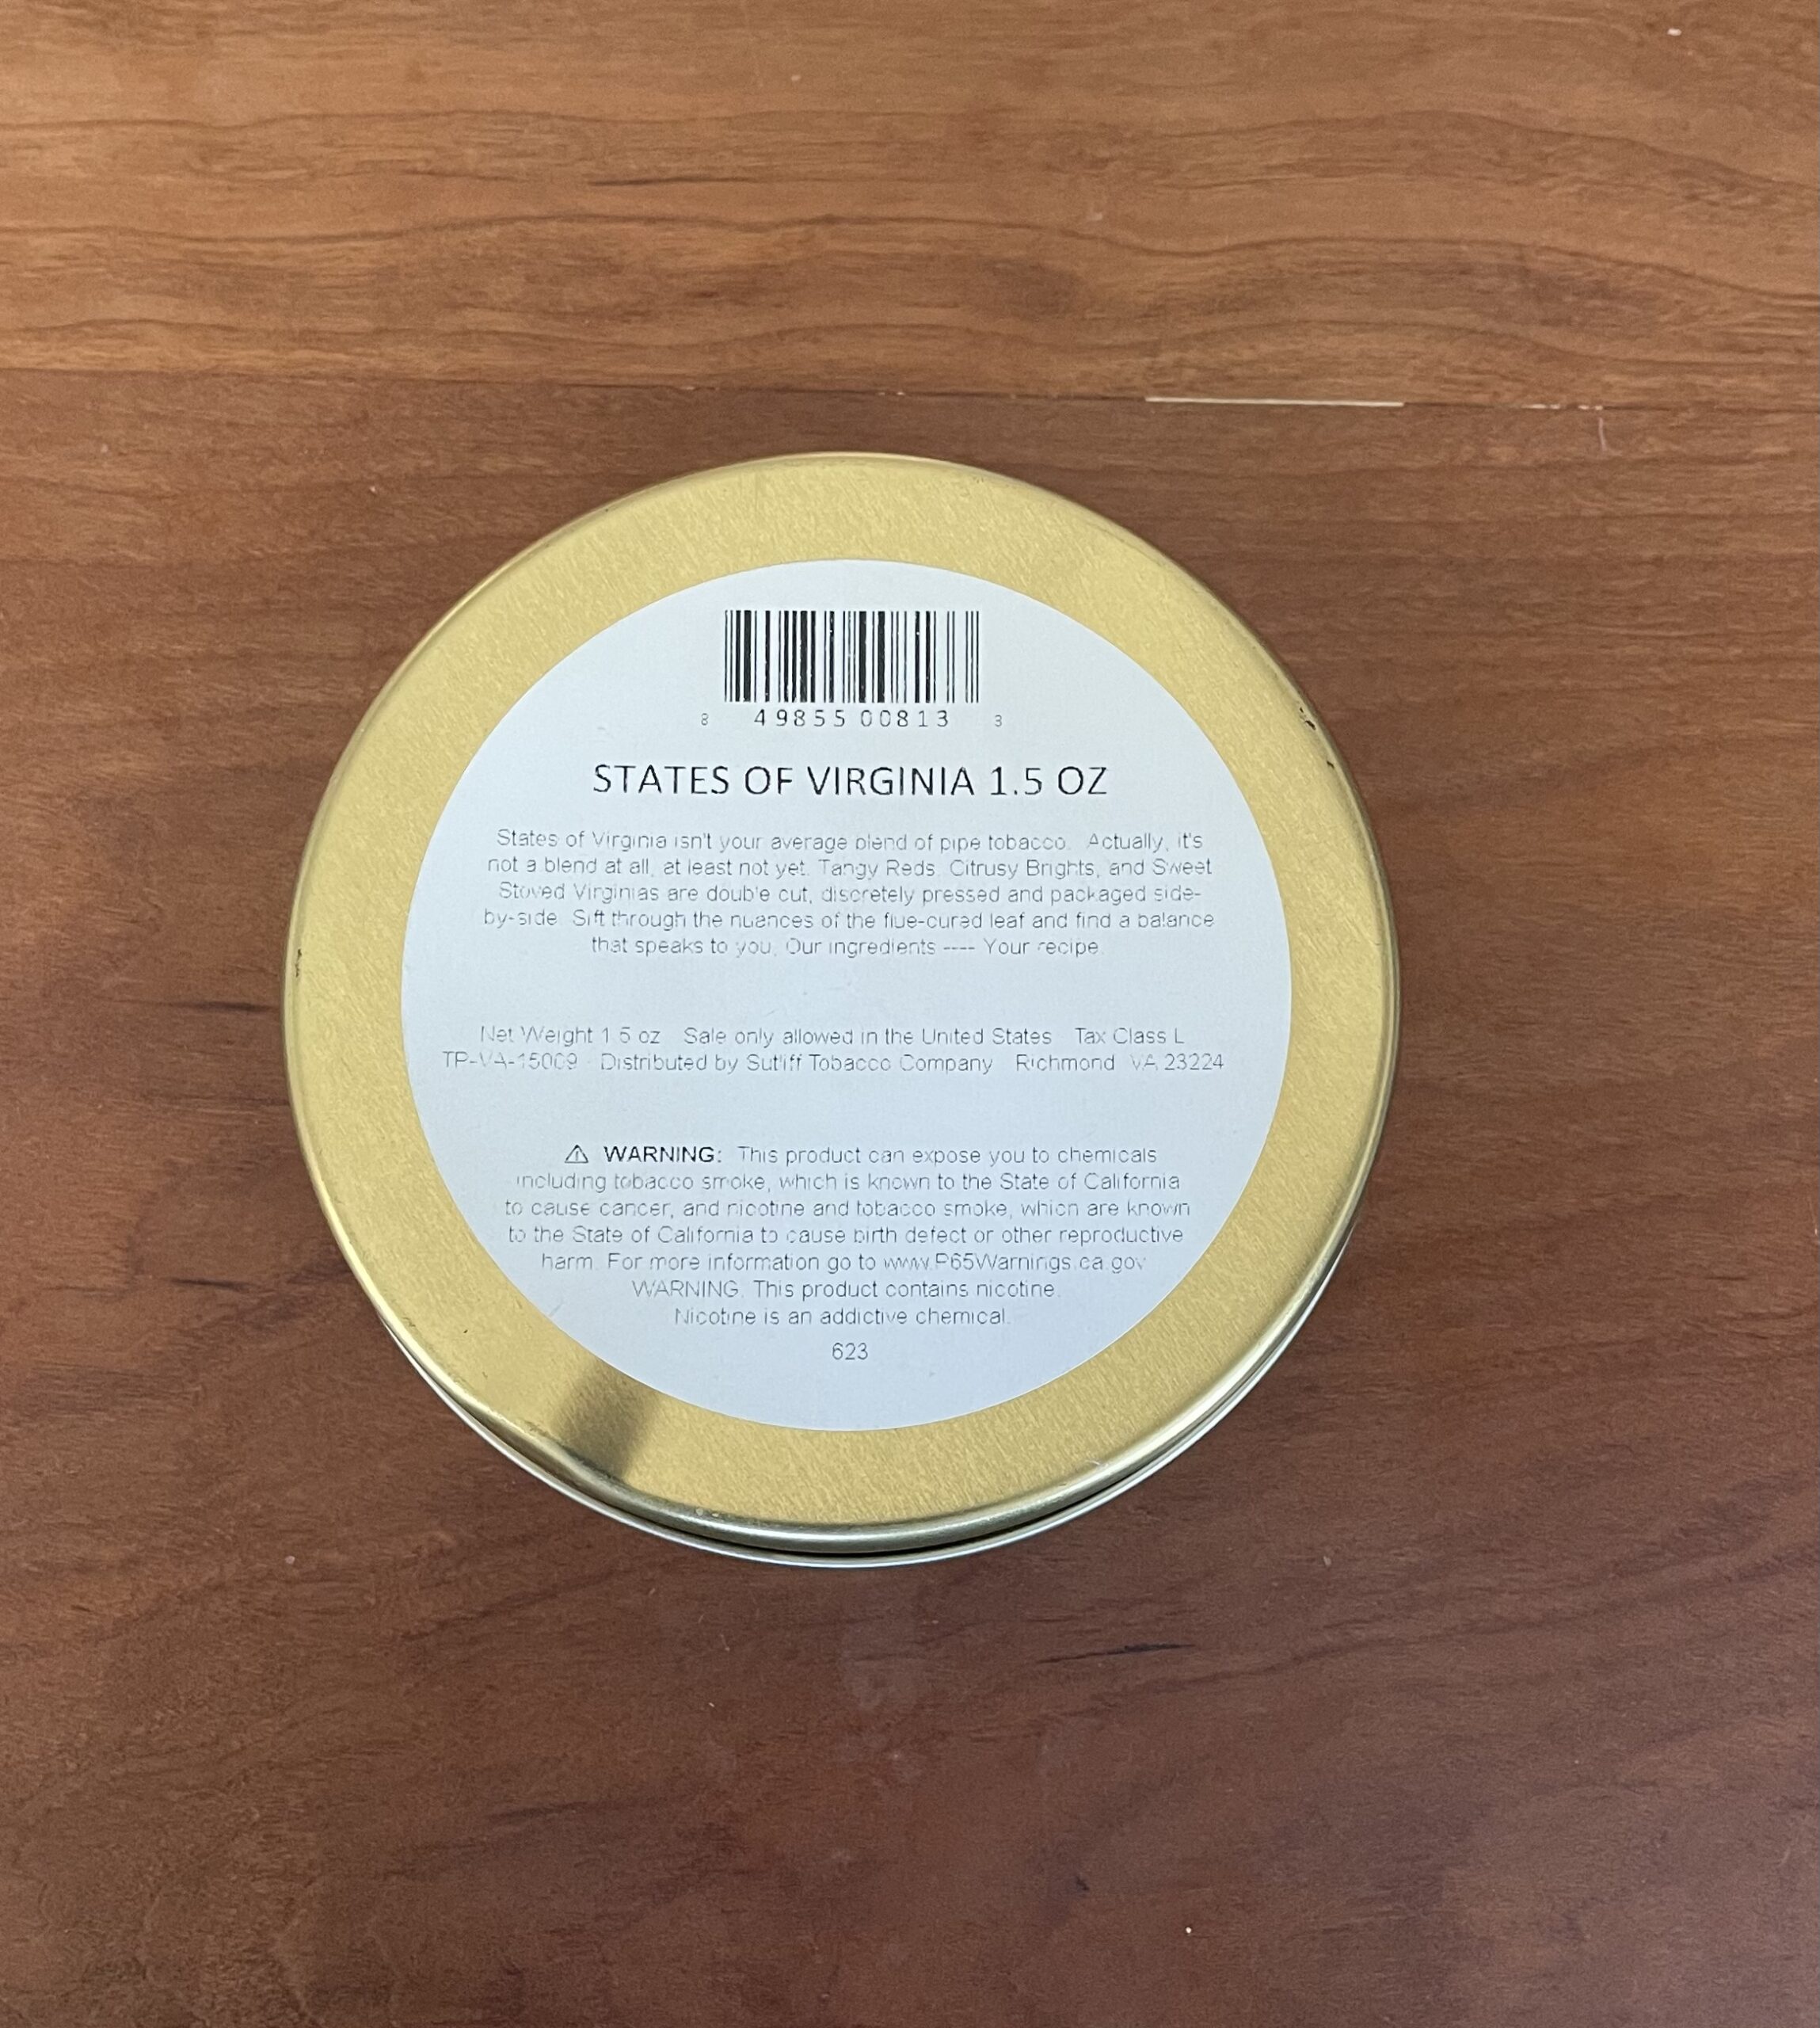 8 49855 00813 3
STATES OF VIRGINIA 1.5 OZ
States of Virginia isn't your average blend of pipe tobacco. Actually, it's
not a blend at all, at least not yet. Tangy Reds, Citrusy Brights, and Sweet
Stoved Virginias are double cut, discretely pressed and packaged side-
by-side. Sift through the nuances of the flue-cured leaf and find a balance
that speaks to you. Our ingredients ---- Your recipe.
Net Weight 1.5 oz Sale only allowed in the United States Tax Class L
TP-VA-15009 Distributed by Sutliff Tobacco Company Richmond VA 23224
⚠ WARNING: This product can expose you to chemicals
including tobacco smoke, which is known to the State of California
to cause cancer, and nicotine and tobacco smoke, which are known
to the State of California to cause birth defect or other reproductive
harm. For more information go to www.P65Warnings.ca.gov
WARNING: This product contains nicotine.
Nicotine is an addictive chemical.
623